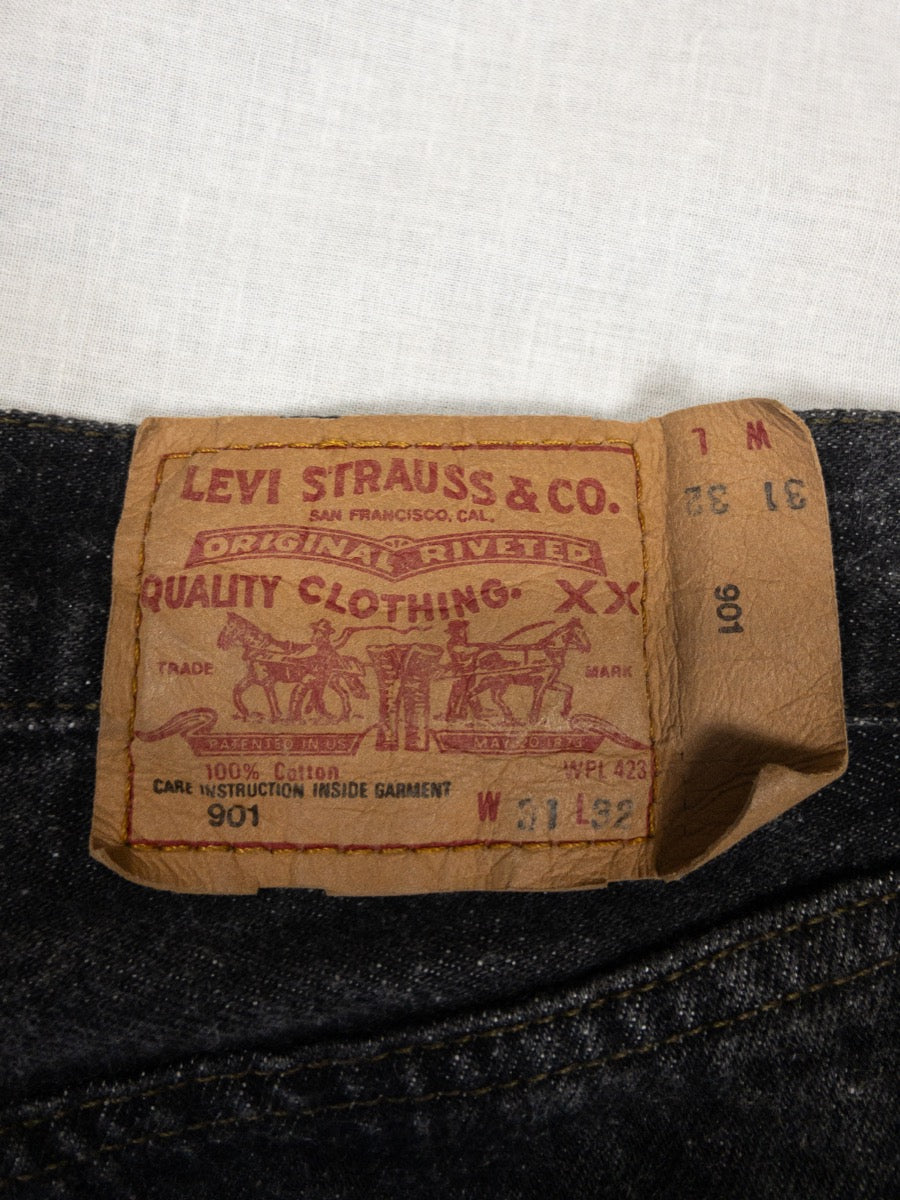 LEVI STRAUSS & CO.
SAN FRANCISCO, CAL.
ORIGINAL RIVETED
QUALITY CLOTHING. XX
TRADE MARK
PATENTED IN US MAY 20 1873
100% Cotton WPL 423
CARE INSTRUCTION INSIDE GARMENT
901 W 31 L 32
W L
31 32
901